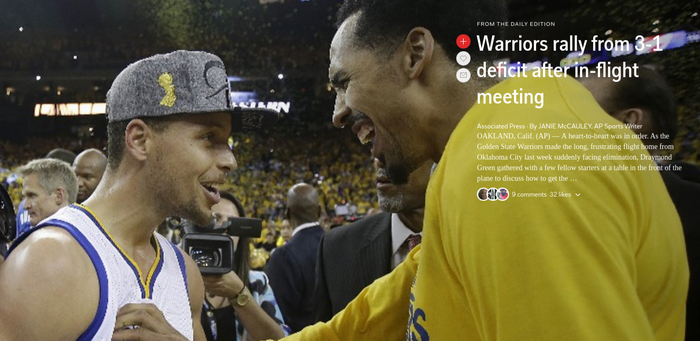 FROM THE DAILY EDITION
Warriors rally from 3-1
deficit after in-flight
meeting
Associated Press · By JANIE McCAULEY, AP Sports Writer
OAKLAND, Calif. (AP) — A heart-to-heart was in order. As the
Golden State Warriors made the long, frustrating flight home from
Oklahoma City last week suddenly facing elimination, Draymond
Green gathered with a few fellow starters at a table in the front of the
plane to discuss how to get the …
9 comments 32 likes